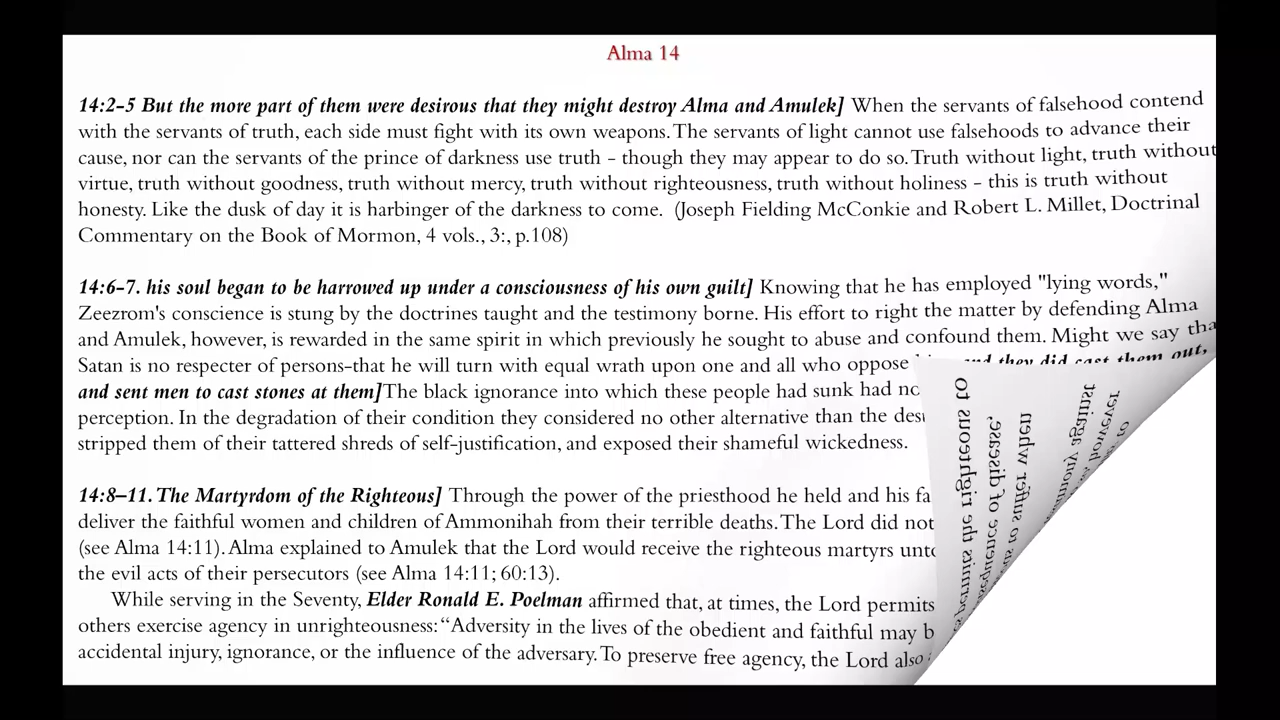 Alma 14
14:2-5 But the more part of them were desirous that they might destroy Alma and Amulek] When the servants of falsehood contend
with the servants of truth, each side must fight with its own weapons. The servants of light cannot use falsehoods to advance their
cause, nor can the servants of the prince of darkness use truth - though they may appear to do so. Truth without light, truth without
virtue, truth without goodness, truth without mercy, truth without righteousness, truth without holiness - this is truth without
honesty. Like the dusk of day it is harbinger of the darkness to come. (Joseph Fielding McConkie and Robert L. Millet, Doctrinal
Commentary on the Book of Mormon, 4 vols., 3:, p.108)
14:6-7. his soul began to be harrowed up under a consciousness of his own guilt] Knowing that he has employed "lying words,"
Zeezrom's conscience is stung by the doctrines taught and the testimony borne. His effort to right the matter by defending Alma
and Amulek, however, is rewarded in the same spirit in which previously he sought to abuse and confound them. Might we say tha
Satan is no respecter of persons-that he will turn with equal wrath upon one and all who oppose and they did cast them out,
and sent men to cast stones at them]The black ignorance into which these people had sunk had
perception. In the degradation of their condition they considered no other alternative than the
stripped them of their tattered shreds of self-justification, and exposed their shameful wickedness.
14:8–11. The Martyrdom of the Righteous] Through the power of the priesthood he held and his
deliver the faithful women and children of Ammonihah from their terrible deaths. The Lord did not
(see Alma 14:11). Alma explained to Amulek that the Lord would receive the righteous martyrs
the evil acts of their persecutors (see Alma 14:11; 60:13).
While serving in the Seventy, Elder Ronald E. Poelman affirmed that, at times, the Lord permits
others exercise agency in unrighteousness: “Adversity in the lives of the obedient and faithful may
accidental injury, ignorance, or the influence of the adversary. To preserve free agency, the Lord also
permits the righteous to
of disease,
to suffer when
against
however
to